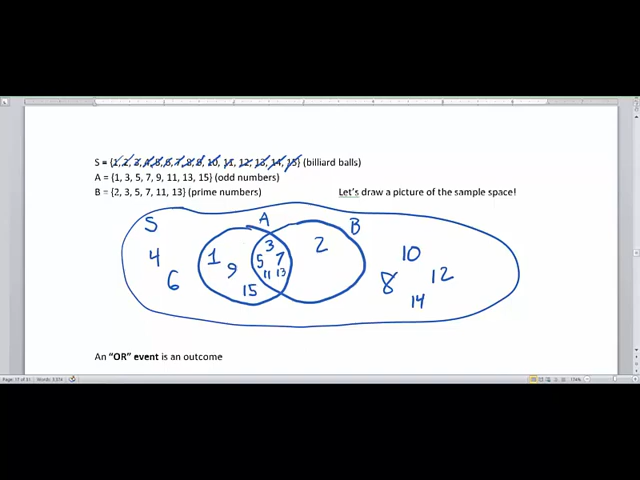 S = {1, 2, 3, 4, 5, 6, 7, 8, 9, 10, 11, 12, 13, 14, 15} (billiard balls)
A = {1, 3, 5, 7, 9, 11, 13, 15} (odd numbers)
B = {2, 3, 5, 7, 11, 13} (prime numbers) Let's draw a picture of the sample space!
S A B
4 1 3 2 10
6 9 5 7 8 12
15 11 13 14
An "OR" event is an outcome